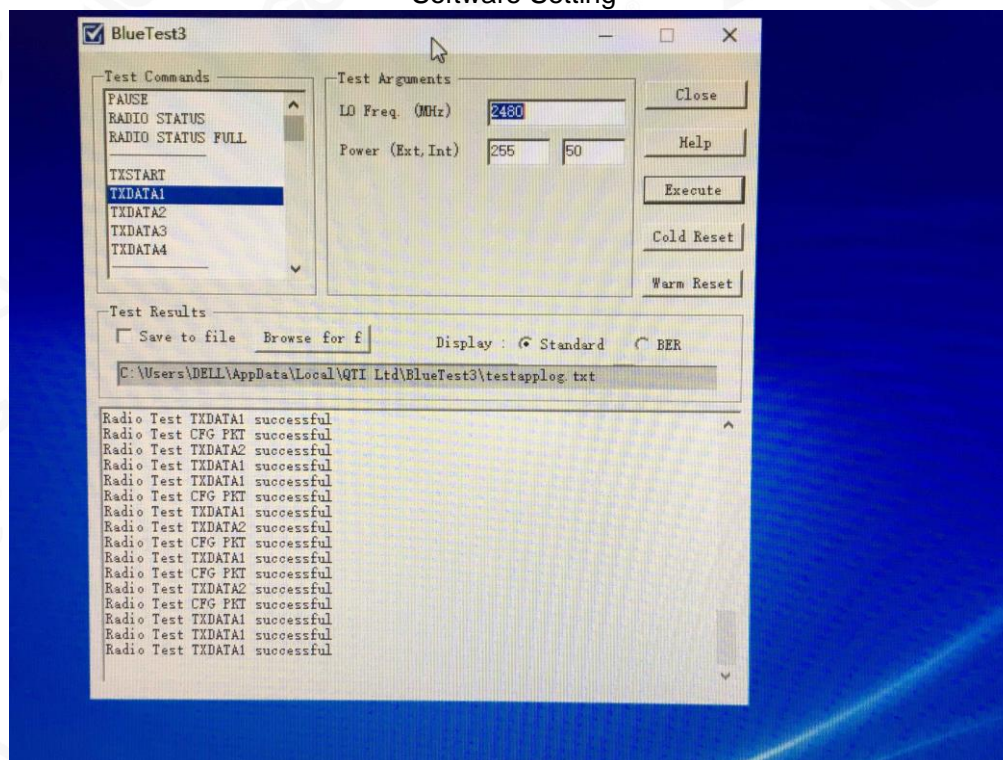 Software Setting
BlueTest3
Test Commands
PAUSE
RADIO STATUS
RADIO STATUS FULL
TXSTART
TXDATA1
TXDATA2
TXDATA3
TXDATA4
Test Arguments
LO Freq. (MHz) 2480
Power (Ext,Int) 255 50
Close
Help
Execute
Cold Reset
Warm Reset
Test Results
Save to file Browse for f Display : Standard BER
C:\Users\DELL\AppData\Local\QTI Ltd\BlueTest3\testapplog.txt
Radio Test TXDATA1 successful
Radio Test CFG PKT successful
Radio Test TXDATA2 successful
Radio Test TXDATA1 successful
Radio Test TXDATA1 successful
Radio Test CFG PKT successful
Radio Test TXDATA1 successful
Radio Test TXDATA2 successful
Radio Test CFG PKT successful
Radio Test TXDATA1 successful
Radio Test CFG PKT successful
Radio Test TXDATA2 successful
Radio Test CFG PKT successful
Radio Test TXDATA1 successful
Radio Test TXDATA1 successful
Radio Test TXDATA1 successful